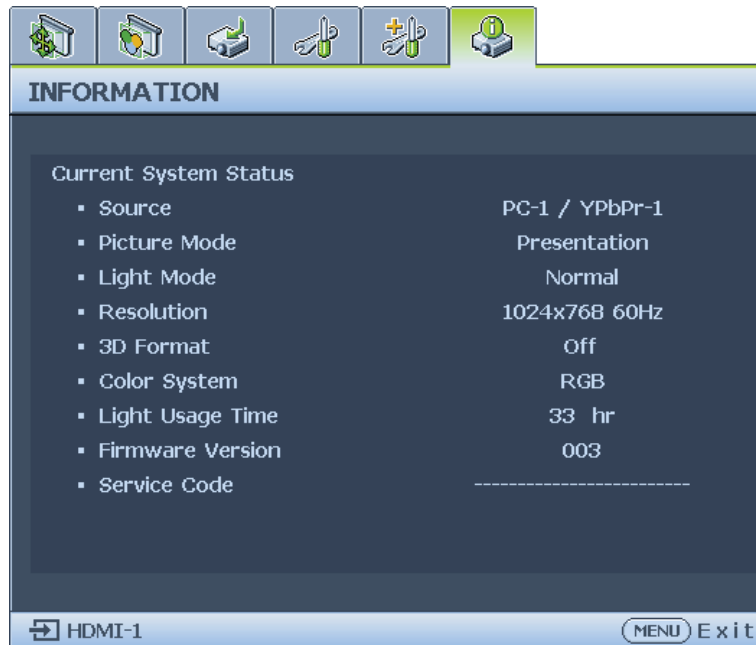 INFORMATION
Current System Status
▪ Source PC-1 / YPbPr-1
▪ Picture Mode Presentation
▪ Light Mode Normal
▪ Resolution 1024x768 60Hz
▪ 3D Format Off
▪ Color System RGB
▪ Light Usage Time 33 hr
▪ Firmware Version 003
▪ Service Code -------------------------
HDMI-1 MENU Exit